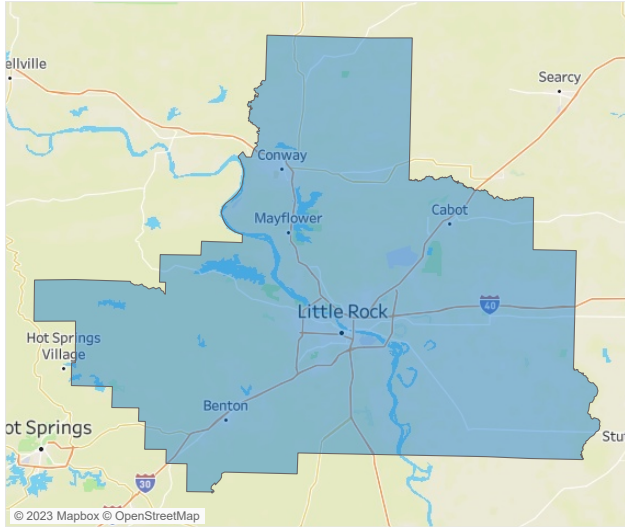 ellville
Searcy
Conway
Mayflower
Cabot
40
Little Rock
Hot Springs
Village
Benton
ot Springs
Stu
30
© 2023 Mapbox © OpenStreetMap